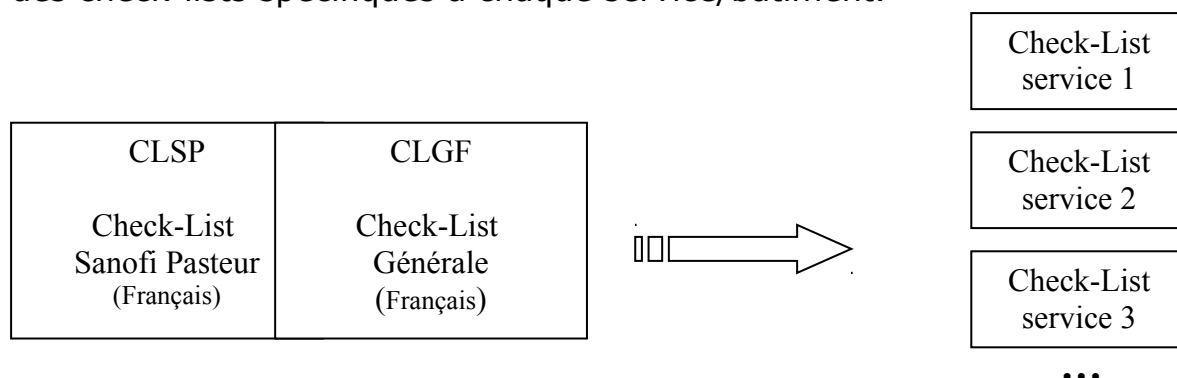 des check-lists spécifiques à chaque service/bâtiment.
CLSP
Check-List
Sanofi Pasteur
(Français)
CLGF
Check-List
Générale
(Français)
Check-List
service 1
Check-List
service 2
Check-List
service 3
...